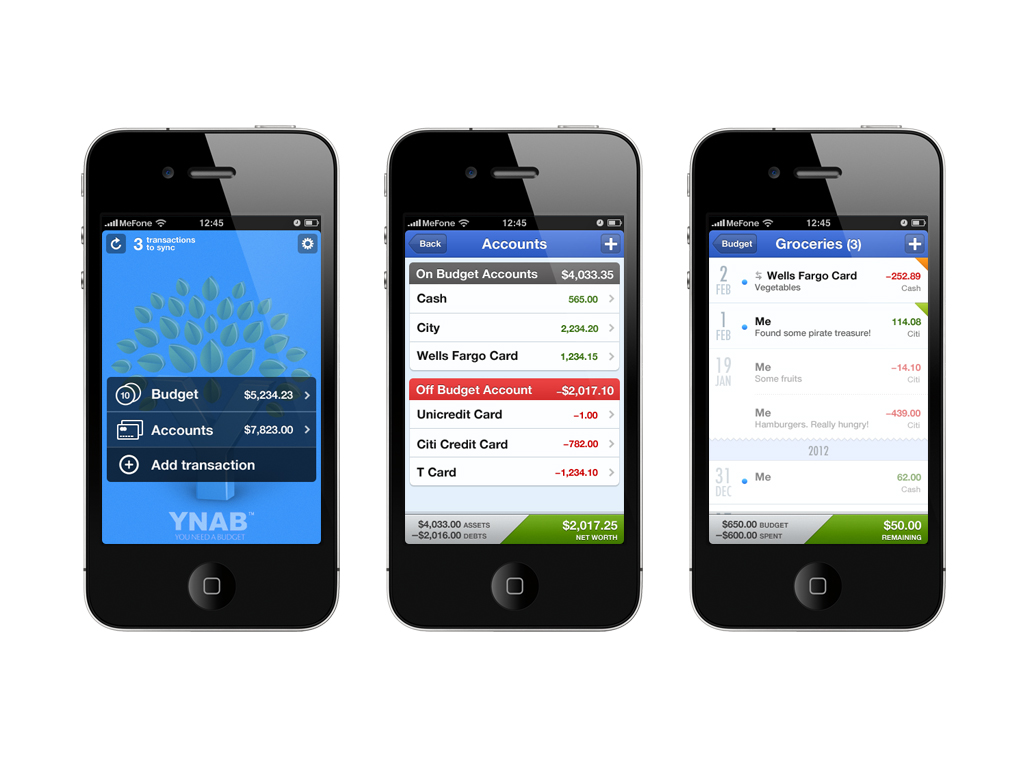 MeFone 12:45
3 transactions
to sync
10 Budget $5,234.23
Accounts $7,823.00
Add transaction
YNAB™
YOU NEED A BUDGET
MeFone 12:45
Back Accounts
On Budget Accounts $4,033.35
Cash 565.00
City 2,234.20
Wells Fargo Card 1,234.15
Off Budget Account –$2,017.10
Unicredit Card –1.00
Citi Credit Card –782.00
T Card –1,234.10
$4,033.00 ASSETS $2,017.25
–$2,016.00 DEBTS NET WORTH
MeFone 12:45
Budget Groceries (3)
2 FEB Wells Fargo Card –252.89
Vegetables Cash
1 FEB Me 114.08
Found some pirate treasure! Citi
19 JAN Me –14.10
Some fruits Citi
Me –439.00
Hamburgers. Really hungry! Citi
2012
31 DEC Me 62.00
Cash
$650.00 BUDGET $50.00
–$600.00 SPENT REMAINING